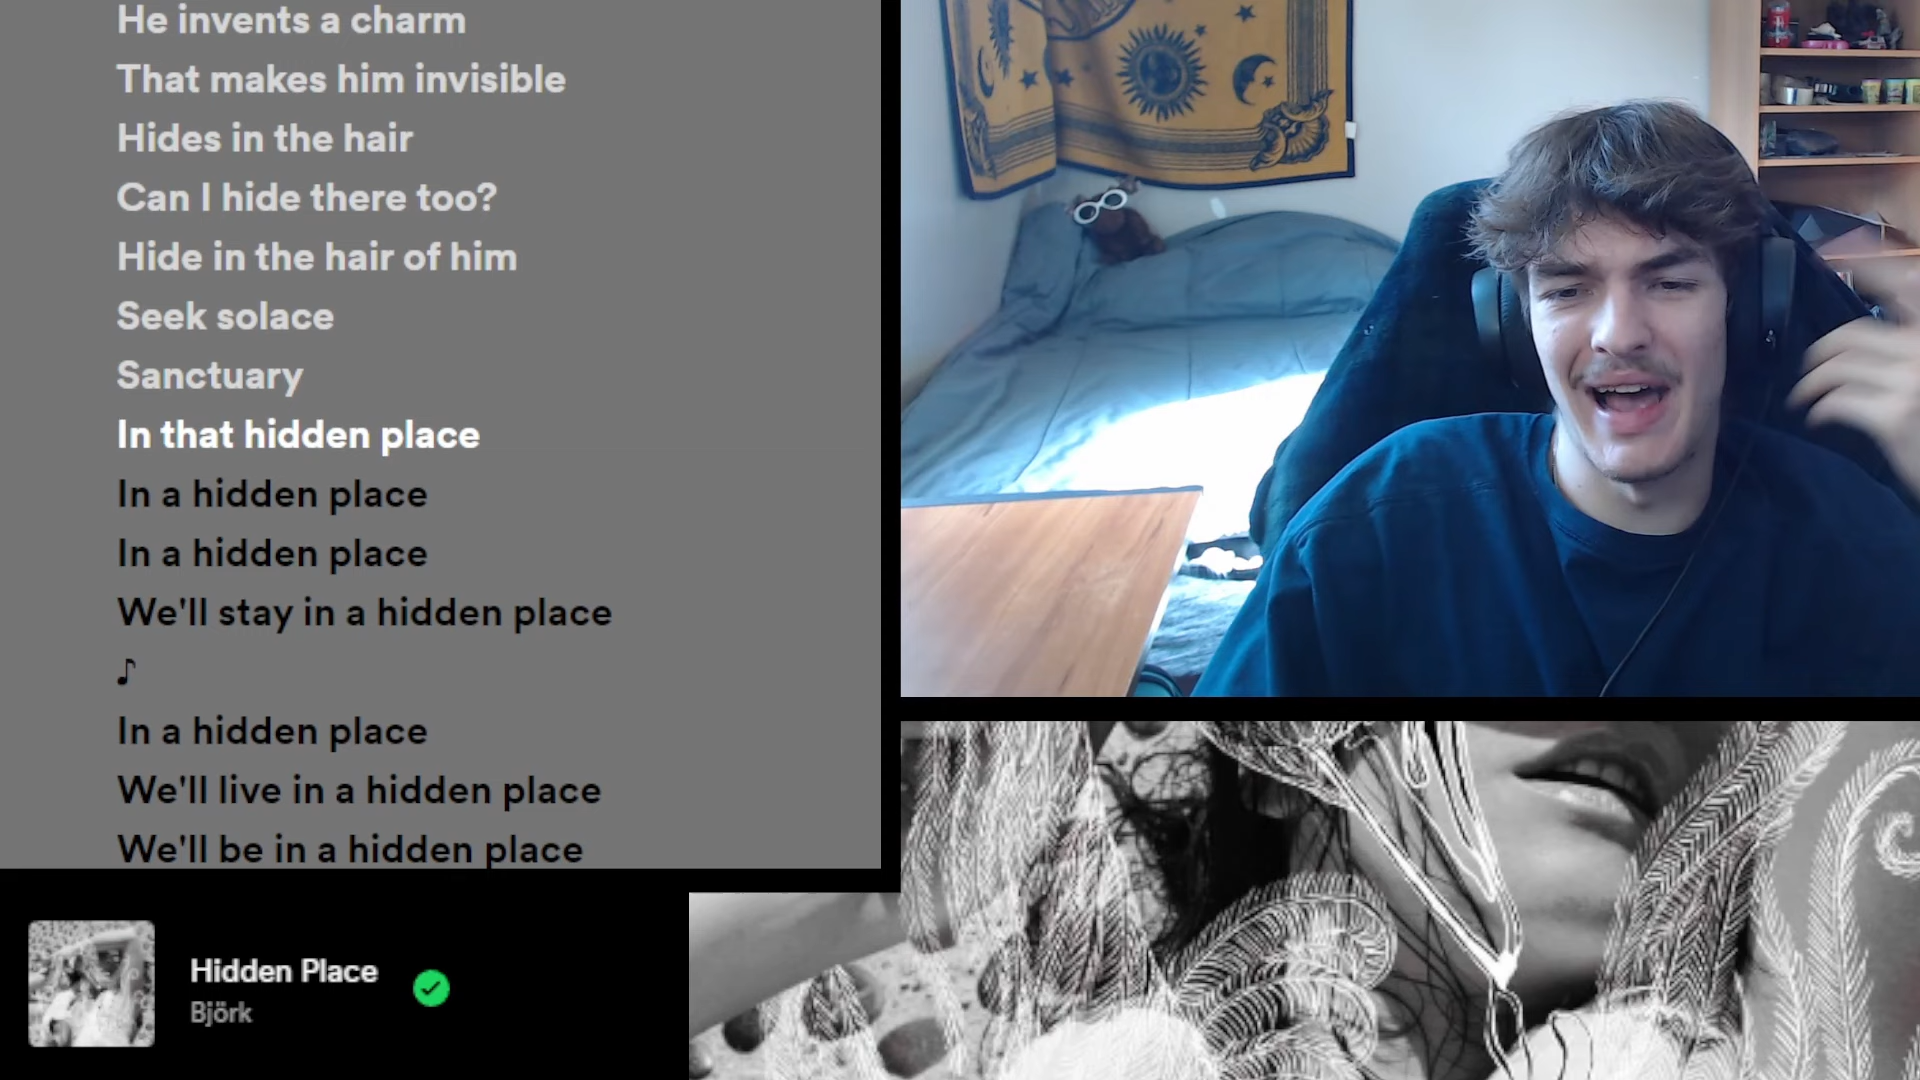 He invents a charm
That makes him invisible
Hides in the hair
Can I hide there too?
Hide in the hair of him
Seek solace
Sanctuary
In that hidden place
In a hidden place
In a hidden place
We'll stay in a hidden place
♪
In a hidden place
We'll live in a hidden place
We'll be in a hidden place
Hidden Place
Björk